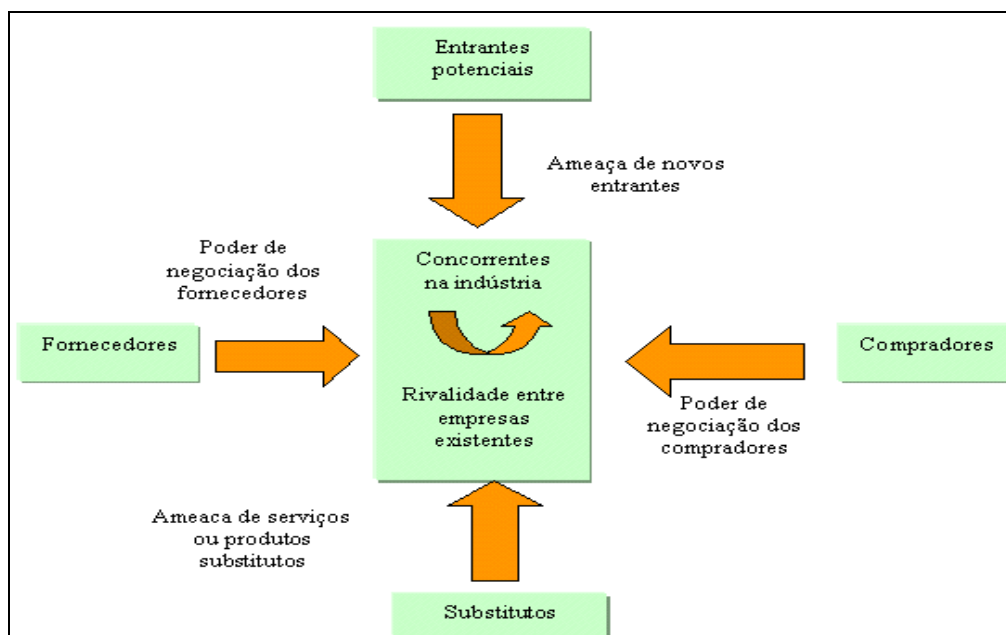 Entrantes
potenciais
Ameaça de novos
entrantes
Poder de
negociação dos
fornecedores
Concorrentes
na indústria
Fornecedores
Compradores
Rivalidade entre
empresas
existentes
Poder de
negociação dos
compradores
Ameaca de serviços
ou produtos
substitutos
Substitutos